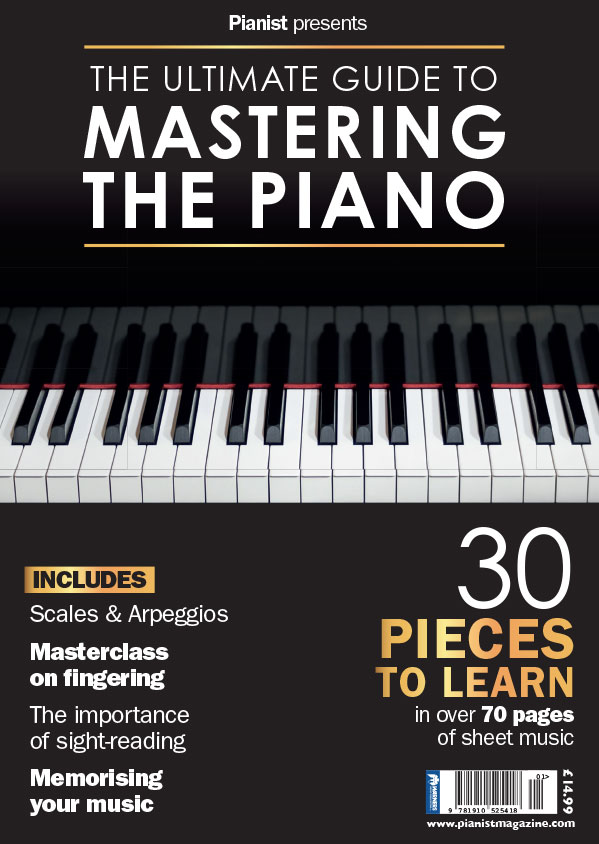 Pianist presents
THE ULTIMATE GUIDE TO
MASTERING
THE PIANO
INCLUDES
Scales & Arpeggios
Masterclass
on fingering
The importance
of sight-reading
Memorising
your music
30
PIECES
TO LEARN
in over 70 pages
of sheet music
01>
£14.99
9 781910 525418
www.pianistmagazine.com